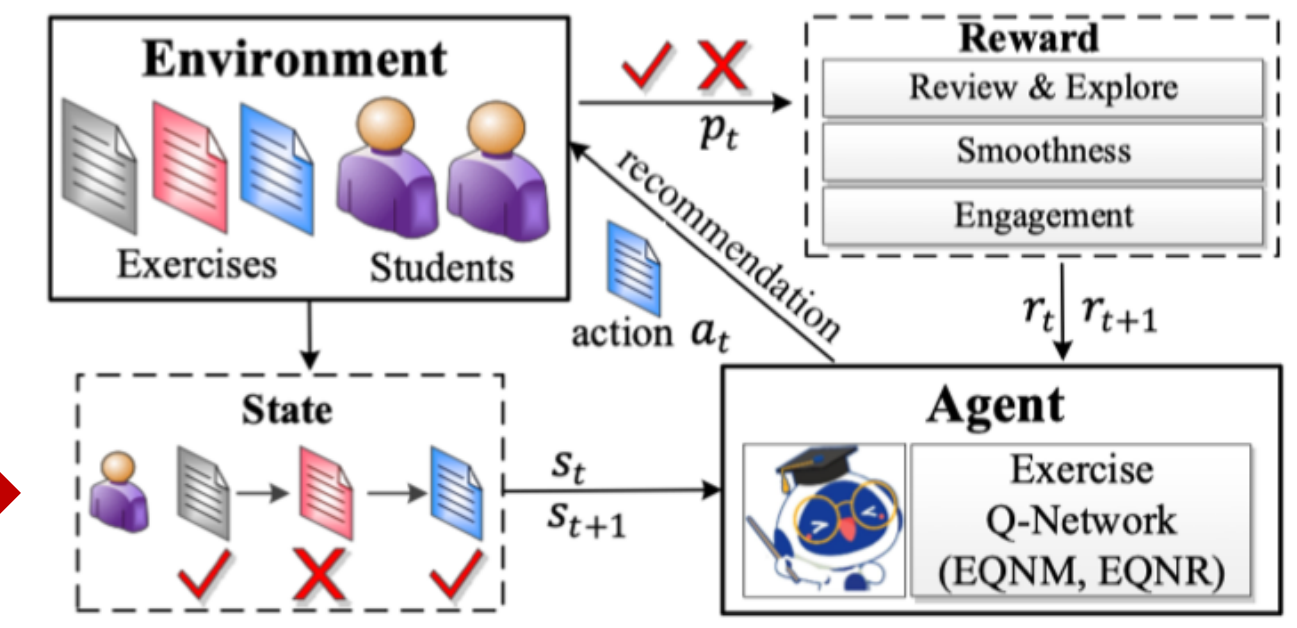 Environment
Exercises
Students
p_t
Reward
Review & Explore
Smoothness
Engagement
recommendation
action a_t
r_t
r_{t+1}
State
s_t
s_{t+1}
Agent
Exercise
Q-Network
(EQNM, EQNR)